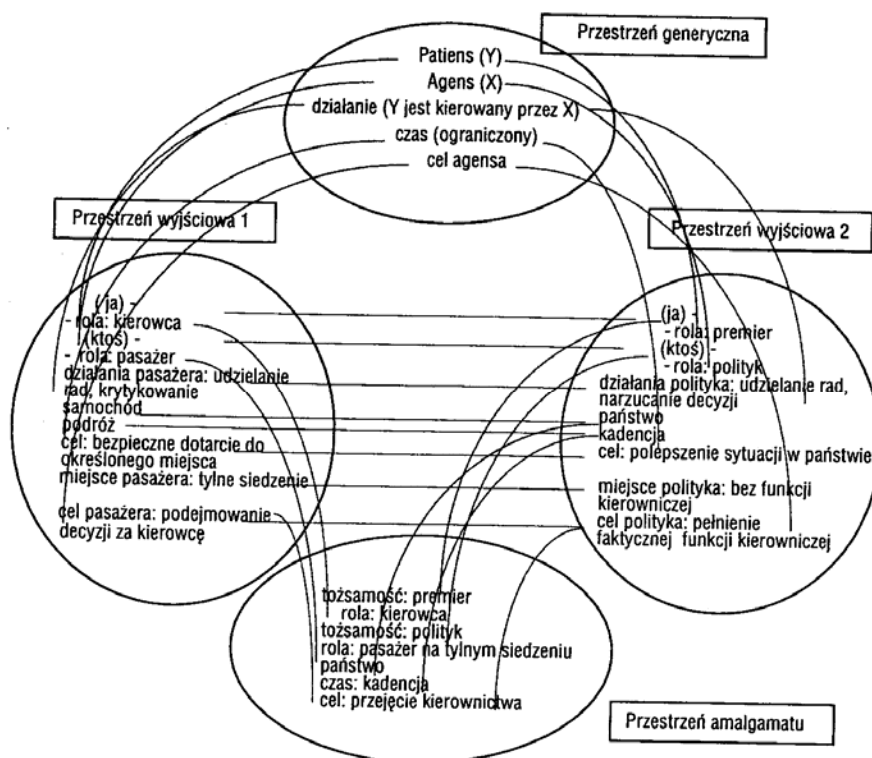 Przestrzeń generyczna
Patiens (Y)
Agens (X)
działanie (Y jest kierowany przez X)
czas (ograniczony)
cel agensa
Przestrzeń wyjściowa 1
(ja) -
- rola: kierowca
(ktoś) -
- rola: pasażer
działania pasażera: udzielanie
rad, krytykowanie
samochód
podróż
cel: bezpieczne dotarcie do
określonego miejsca
miejsce pasażera: tylne siedzenie
cel pasażera: podejmowanie
decyzji za kierowcę
Przestrzeń wyjściowa 2
(ja) -
- rola: premier
(ktoś) -
- rola: polityk
działania polityka: udzielanie rad,
narzucanie decyzji
państwo
kadencja
cel: polepszenie sytuacji w państwie
miejsce polityka: bez funkcji
kierowniczej
cel polityka: pełnienie
faktycznej funkcji kierowniczej
tożsamość: premier
rola: kierowca
tożsamość: polityk
rola: pasażer na tylnym siedzeniu
państwo
czas: kadencja
cel: przejęcie kierownictwa
Przestrzeń amalgamatu